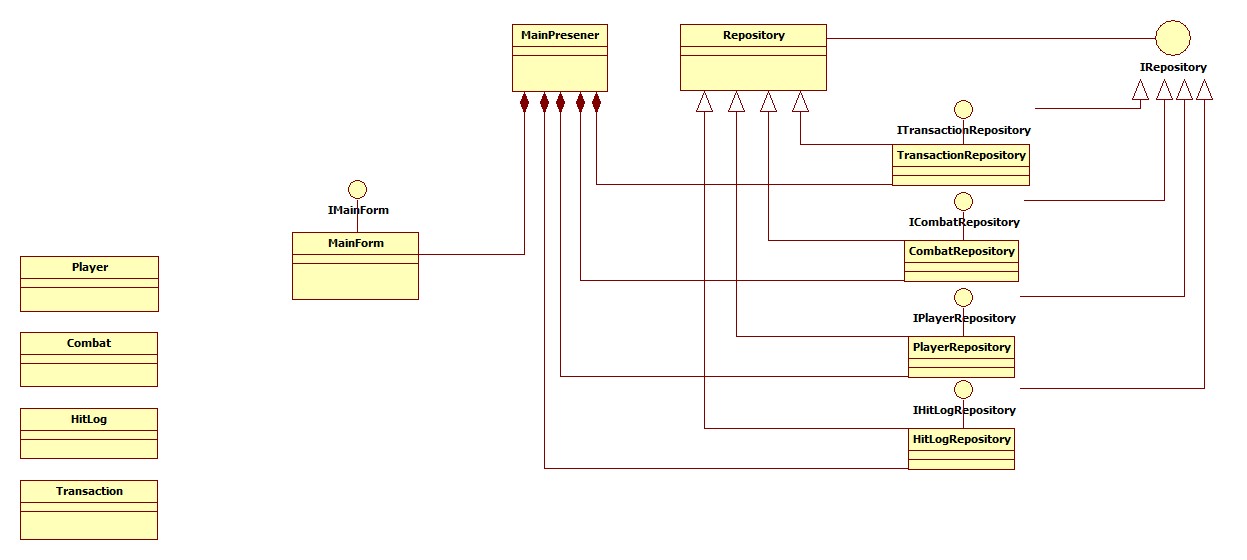 MainPresener
Repository
IRepository
ITransactionRepository
TransactionRepository
IMainForm
ICombatRepository
MainForm
CombatRepository
Player
IPlayerRepository
Combat
PlayerRepository
IHitLogRepository
HitLog
HitLogRepository
Transaction